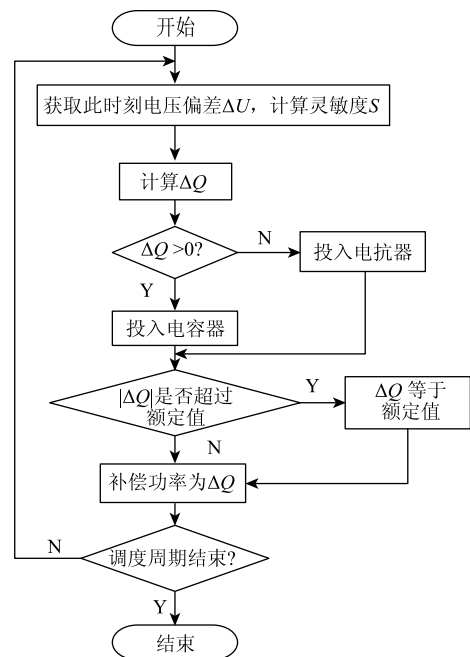 开始
获取此时刻电压偏差ΔU，计算灵敏度S
计算ΔQ
ΔQ >0?
N
投入电抗器
Y
投入电容器
|ΔQ|是否超过
额定值
Y
ΔQ 等于
额定值
N
补偿功率为ΔQ
调度周期结束?
N
Y
结束